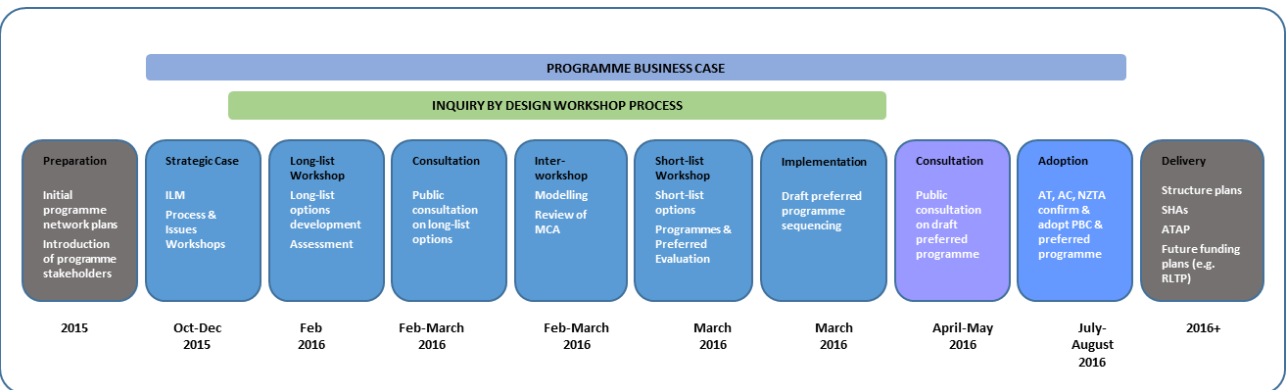 PROGRAMME BUSINESS CASE
INQUIRY BY DESIGN WORKSHOP PROCESS
Preparation
Initial
programme
network plans
Introduction
of programme
stakeholders
Strategic Case
ILM
Process &
Issues
Workshops
Long-list
Workshop
Long-list
options
development
Assessment
Consultation
Public
consultation
on long-list
options
Inter-
workshop
Modelling
Review of
MCA
Short-list
Workshop
Short-list
options
Programmes &
Preferred
Evaluation
Implementation
Draft preferred
programme
sequencing
Consultation
Public
consultation
on draft
preferred
programme
Adoption
AT, AC, NZTA
confirm &
adopt PBC &
preferred
programme
Delivery
Structure plans
SHAs
ATAP
Future funding
plans (e.g.
RLTP)
2015
Oct-Dec
2015
Feb
2016
Feb-March
2016
Feb-March
2016
March
2016
March
2016
April-May
2016
July-
August
2016
2016+